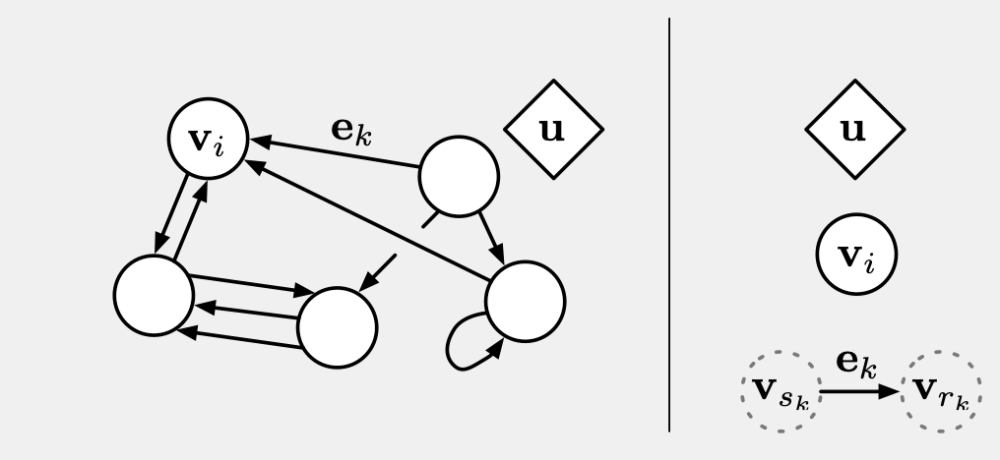 v_i
e_k
u
u
v_i
e_k
v_{s_k} v_{r_k}